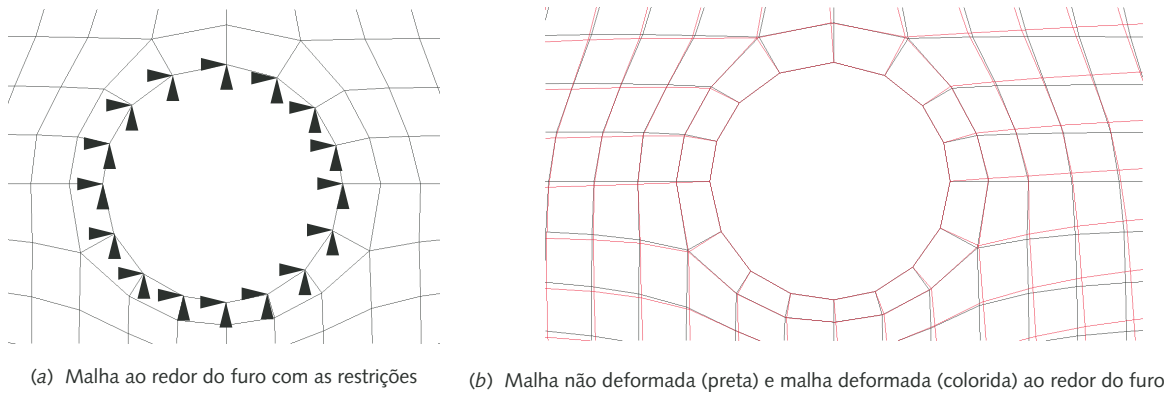 (a) Malha ao redor do furo com as restrições
(b) Malha não deformada (preta) e malha deformada (colorida) ao redor do furo